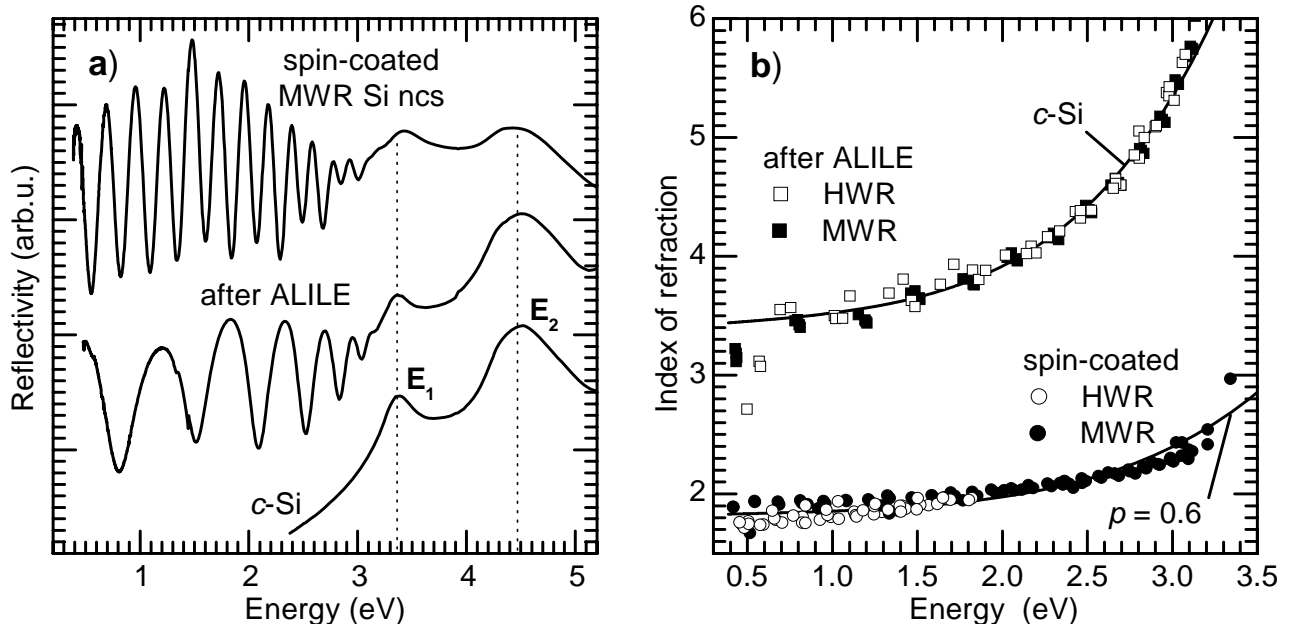 a)
spin-coated
MWR Si ncs
after ALILE
E1
E2
c-Si
Reflectivity (arb.u.)
1 2 3 4 5
Energy (eV)
b)
6
5
4
3
2
c-Si
after ALILE
HWR
MWR
spin-coated
HWR
MWR
p = 0.6
Index of refraction
0.5 1.0 1.5 2.0 2.5 3.0 3.5
Energy (eV)